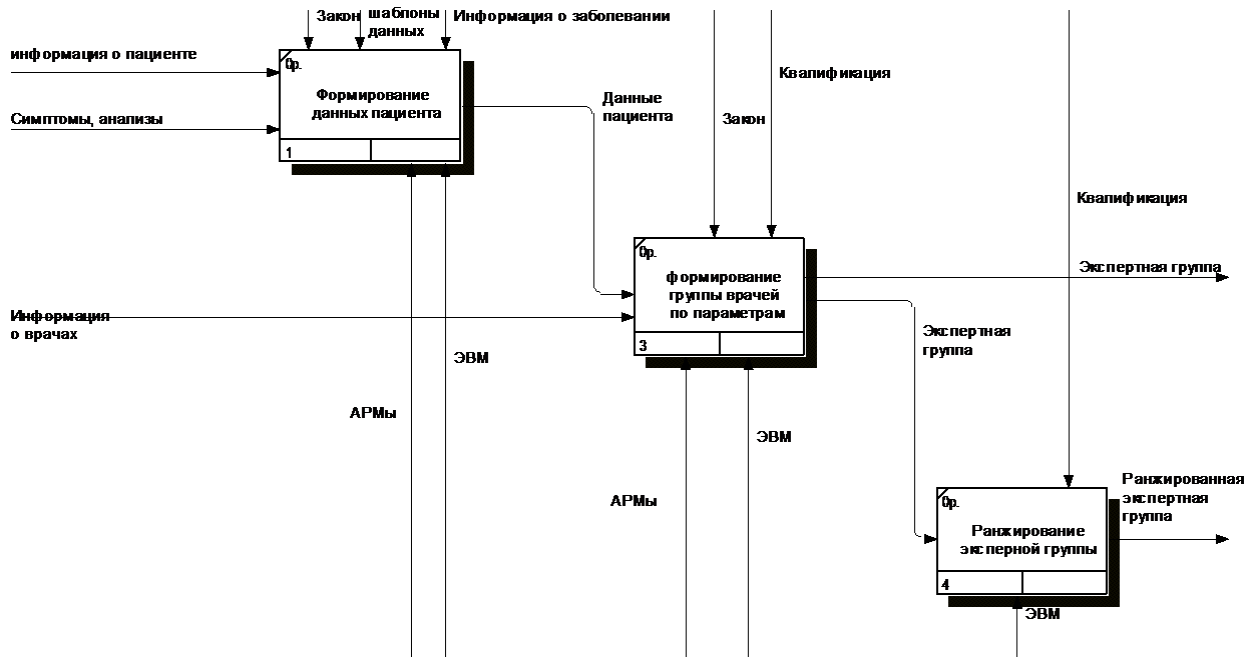 Закон
шаблоны
данных
Информация о заболевании
информация о пациенте
Симптомы, анализы
0р.
Формирование
данных пациента
1
Данные
пациента
Квалификация
Закон
Квалификация
0р.
формирование
группы врачей
по параметрам
3
Экспертная группа
Информация
о врачах
Экспертная
группа
ЭВМ
АРМы
ЭВМ
АРМы
0р.
Ранжирование
эксперной группы
4
Ранжированная
экспертная
группа
ЭВМ